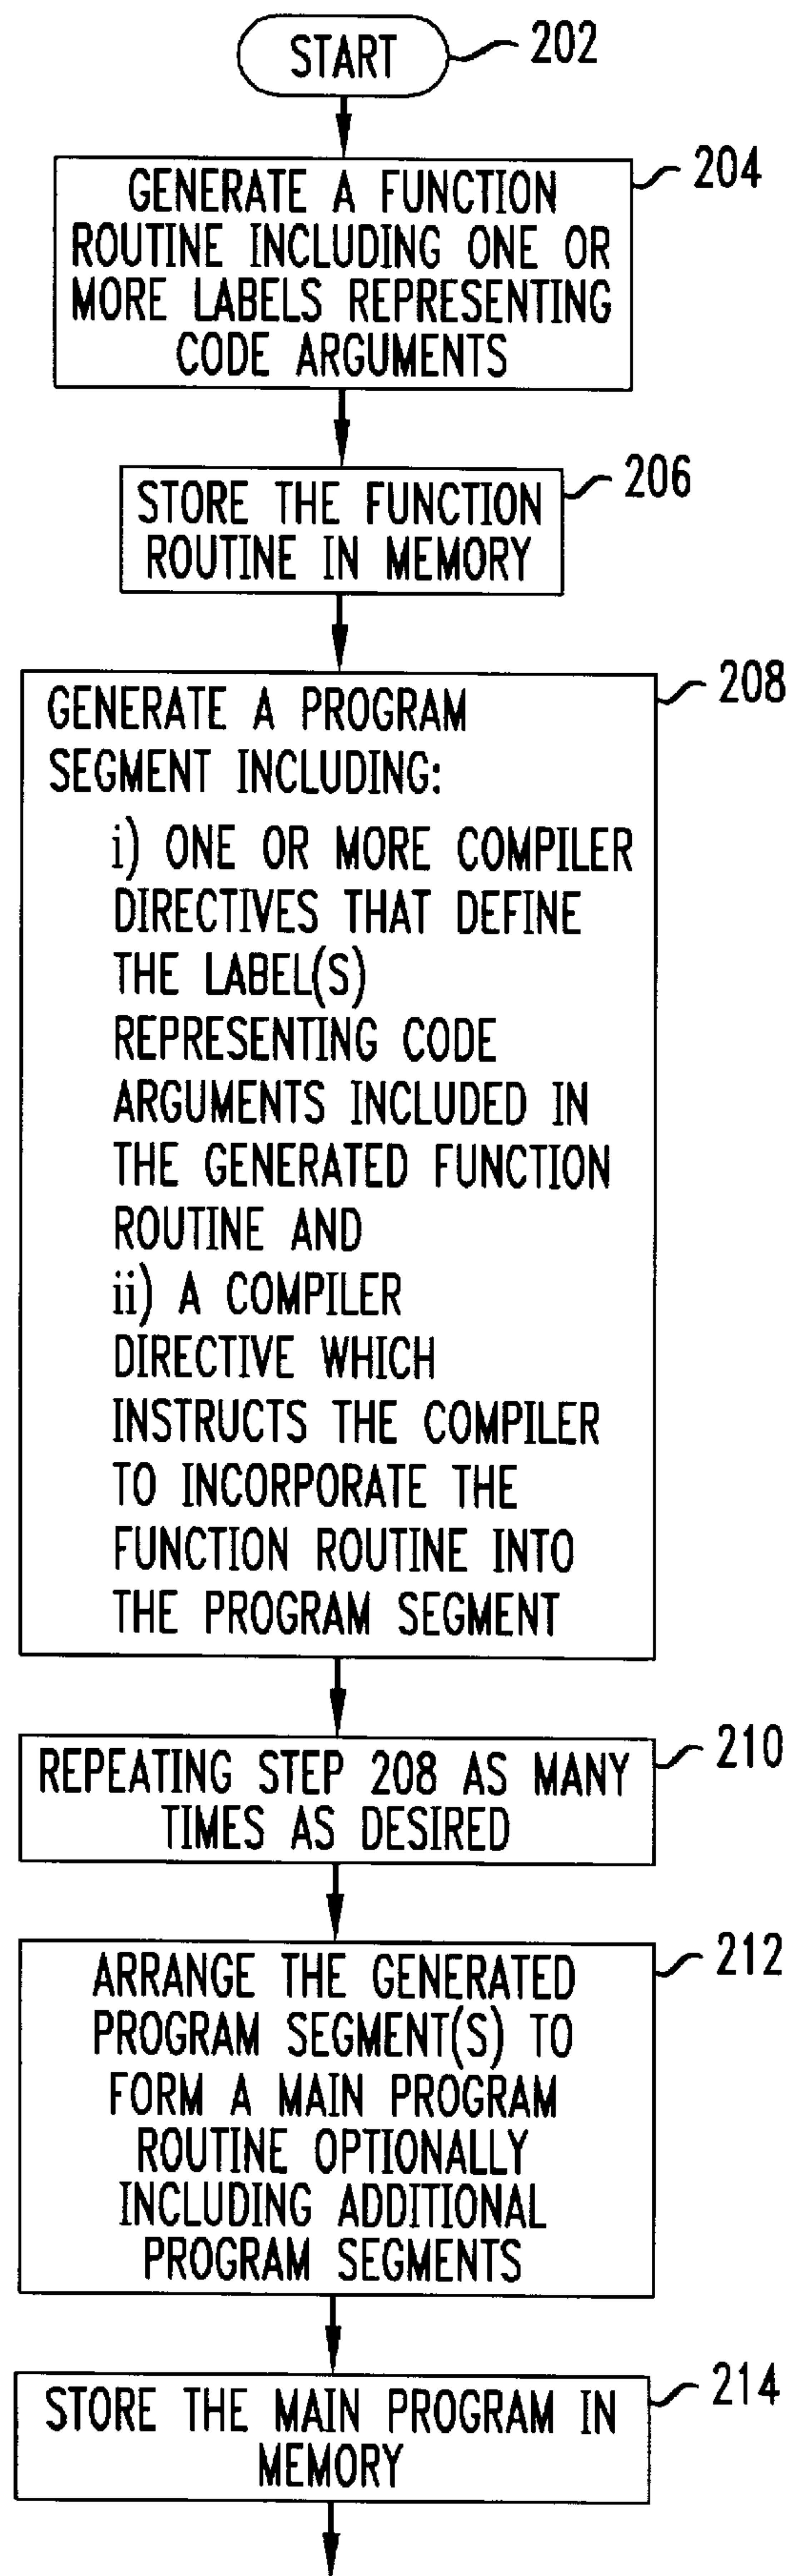 START
202
204
GENERATE A FUNCTION
ROUTINE INCLUDING ONE OR
MORE LABELS REPRESENTING
CODE ARGUMENTS
206
STORE THE FUNCTION
ROUTINE IN MEMORY
208
GENERATE A PROGRAM
SEGMENT INCLUDING:
i) ONE OR MORE COMPILER
DIRECTIVES THAT DEFINE
THE LABEL(S)
REPRESENTING CODE
ARGUMENTS INCLUDED IN
THE GENERATED FUNCTION
ROUTINE AND
ii) A COMPILER
DIRECTIVE WHICH
INSTRUCTS THE COMPILER
TO INCORPORATE THE
FUNCTION ROUTINE INTO
THE PROGRAM SEGMENT
210
REPEATING STEP 208 AS MANY
TIMES AS DESIRED
212
ARRANGE THE GENERATED
PROGRAM SEGMENT(S) TO
FORM A MAIN PROGRAM
ROUTINE OPTIONALLY
INCLUDING ADDITIONAL
PROGRAM SEGMENTS
214
STORE THE MAIN PROGRAM IN
MEMORY